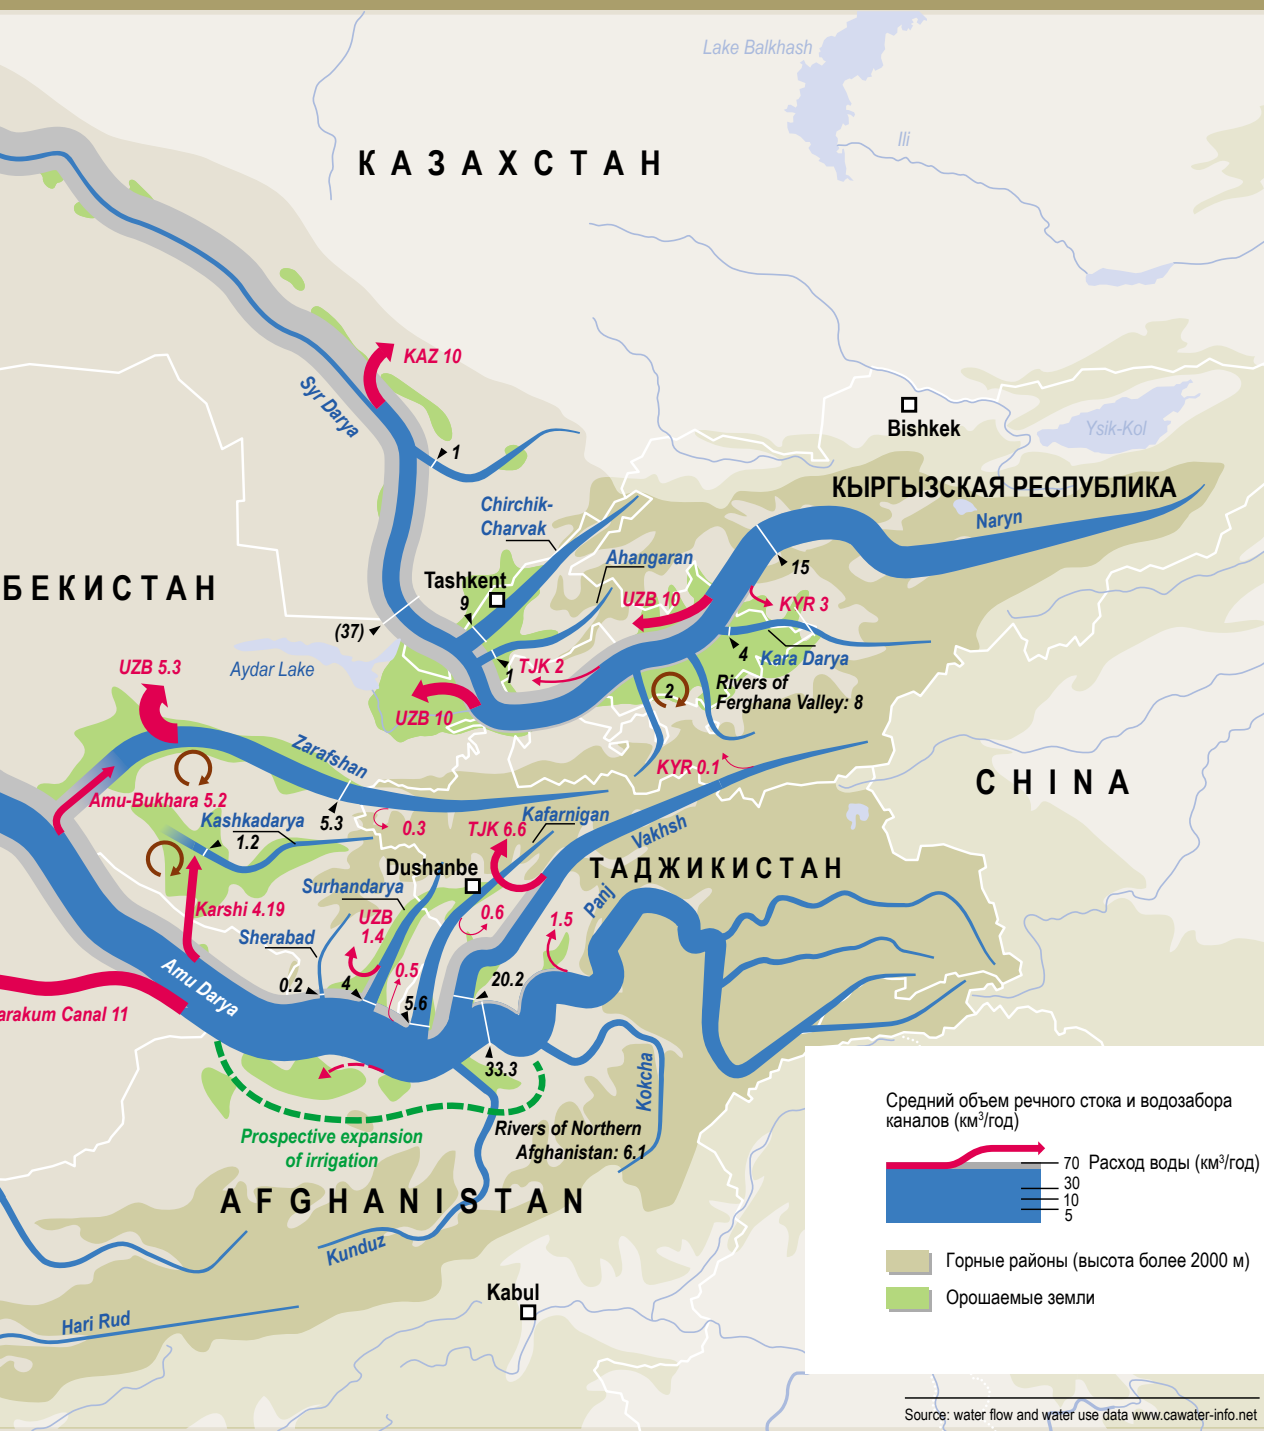 Lake Balkhash
Ili
КАЗАХСТАН
KAZ 10
Syr Darya
Bishkek
Ysik-Kol
1
КЫРГЫЗСКАЯ РЕСПУБЛИКА
Chirchik-
Charvak
Naryn
Ahangaran
15
БЕКИСТАН
Tashkent
9
UZB 10
KYR 3
(37)
4
Kara Darya
UZB 5.3
Aydar Lake
1
TJK 2
2
Rivers of
Ferghana Valley: 8
UZB 10
Zarafshan
KYR 0.1
CHINA
Amu-Bukhara 5.2
Kashkadarya
5.3
0.3
TJK 6.6
Kafarnigan
Vakhsh
1.2
Dushanbe
ТАДЖИКИСТАН
Surhandarya
Panj
Karshi 4.19
UZB
1.4
0.6
1.5
Sherabad
Amu Darya
0.5
0.2
4
5.6
20.2
arakum Canal 11
33.3
Kokcha
Prospective expansion
of irrigation
Rivers of Northern
Afghanistan: 6.1
AFGHANISTAN
Kunduz
Kabul
Hari Rud
Средний объем речного стока и водозабора
каналов (км³/год)
70 Расход воды (км³/год)
30
10
5
Горные районы (высота более 2000 м)
Орошаемые земли
Source: water flow and water use data www.cawater-info.net